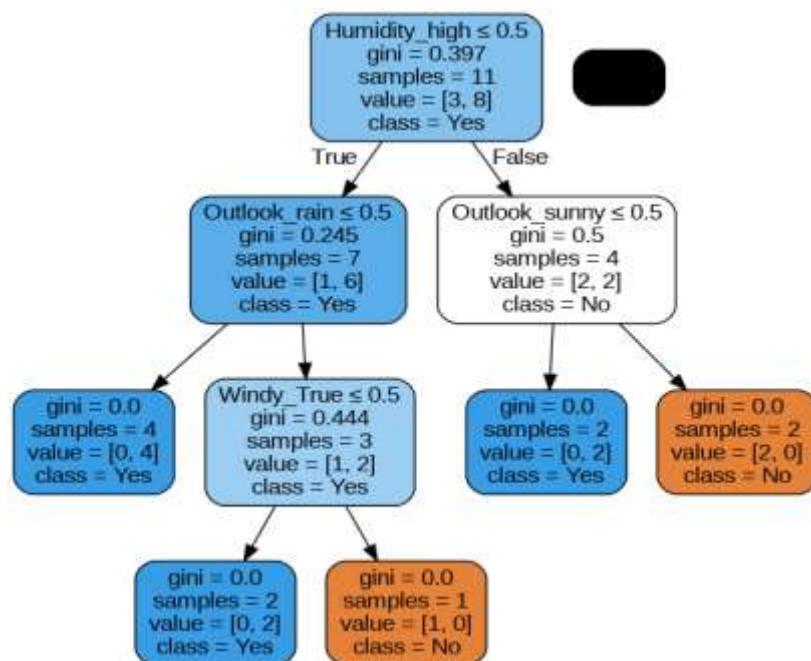 Humidity_high ≤ 0.5
gini = 0.397
samples = 11
value = [3, 8]
class = Yes
True
False
Outlook_rain ≤ 0.5
gini = 0.245
samples = 7
value = [1, 6]
class = Yes
Outlook_sunny ≤ 0.5
gini = 0.5
samples = 4
value = [2, 2]
class = No
gini = 0.0
samples = 4
value = [0, 4]
class = Yes
Windy_True ≤ 0.5
gini = 0.444
samples = 3
value = [1, 2]
class = Yes
gini = 0.0
samples = 2
value = [0, 2]
class = Yes
gini = 0.0
samples = 2
value = [2, 0]
class = No
gini = 0.0
samples = 2
value = [0, 2]
class = Yes
gini = 0.0
samples = 1
value = [1, 0]
class = No